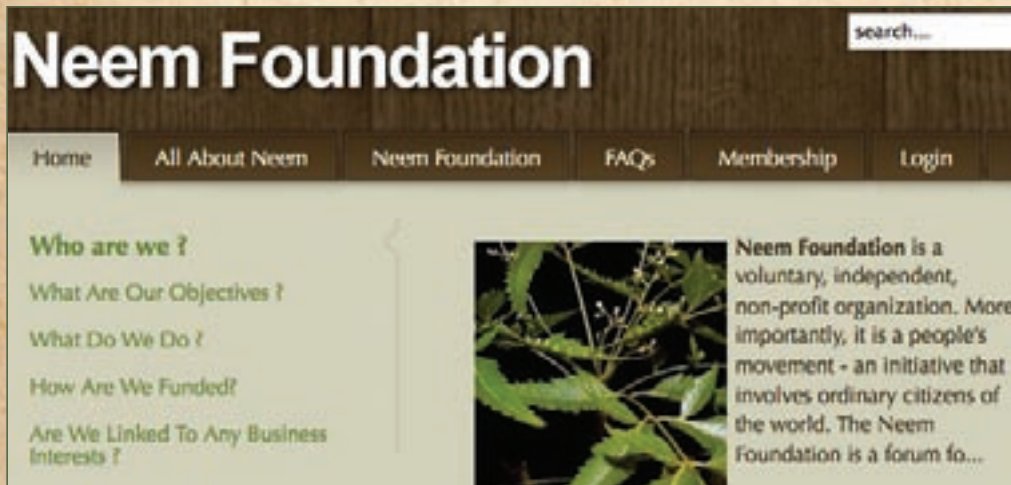 Neem Foundation
search...
Home
All About Neem
Neem Foundation
FAQs
Membership
Login
Who are we ?
What Are Our Objectives ?
What Do We Do ?
How Are We Funded?
Are We Linked To Any Business
Interests ?
Neem Foundation is a
voluntary, independent,
non-profit organization. More
importantly, it is a people's
movement - an initiative that
involves ordinary citizens of
the world. The Neem
Foundation is a forum fo...